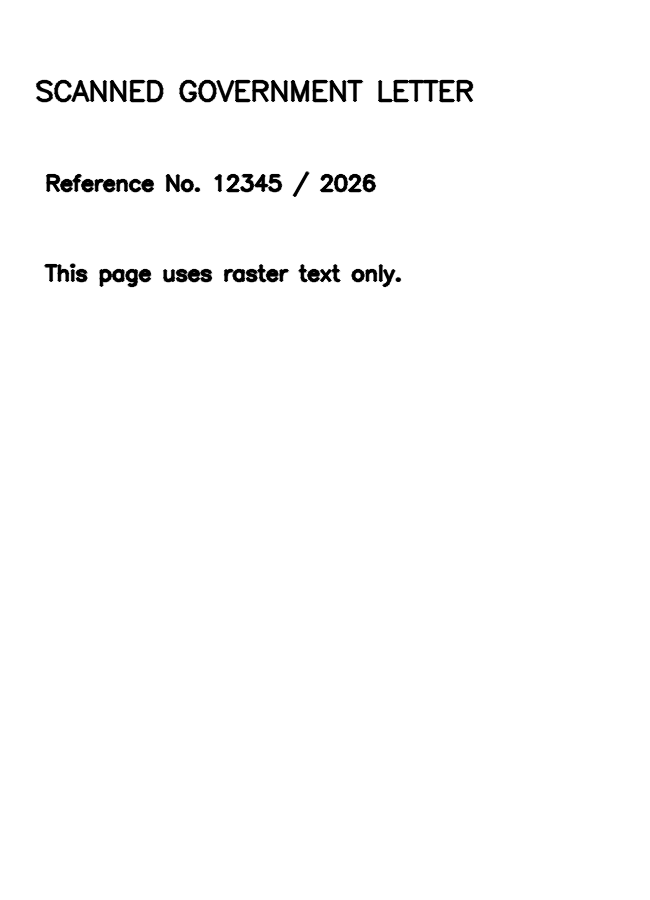 SCANNED GOVERNMENT LETTER
Reference No. 12345 / 2026
This page uses raster text only.